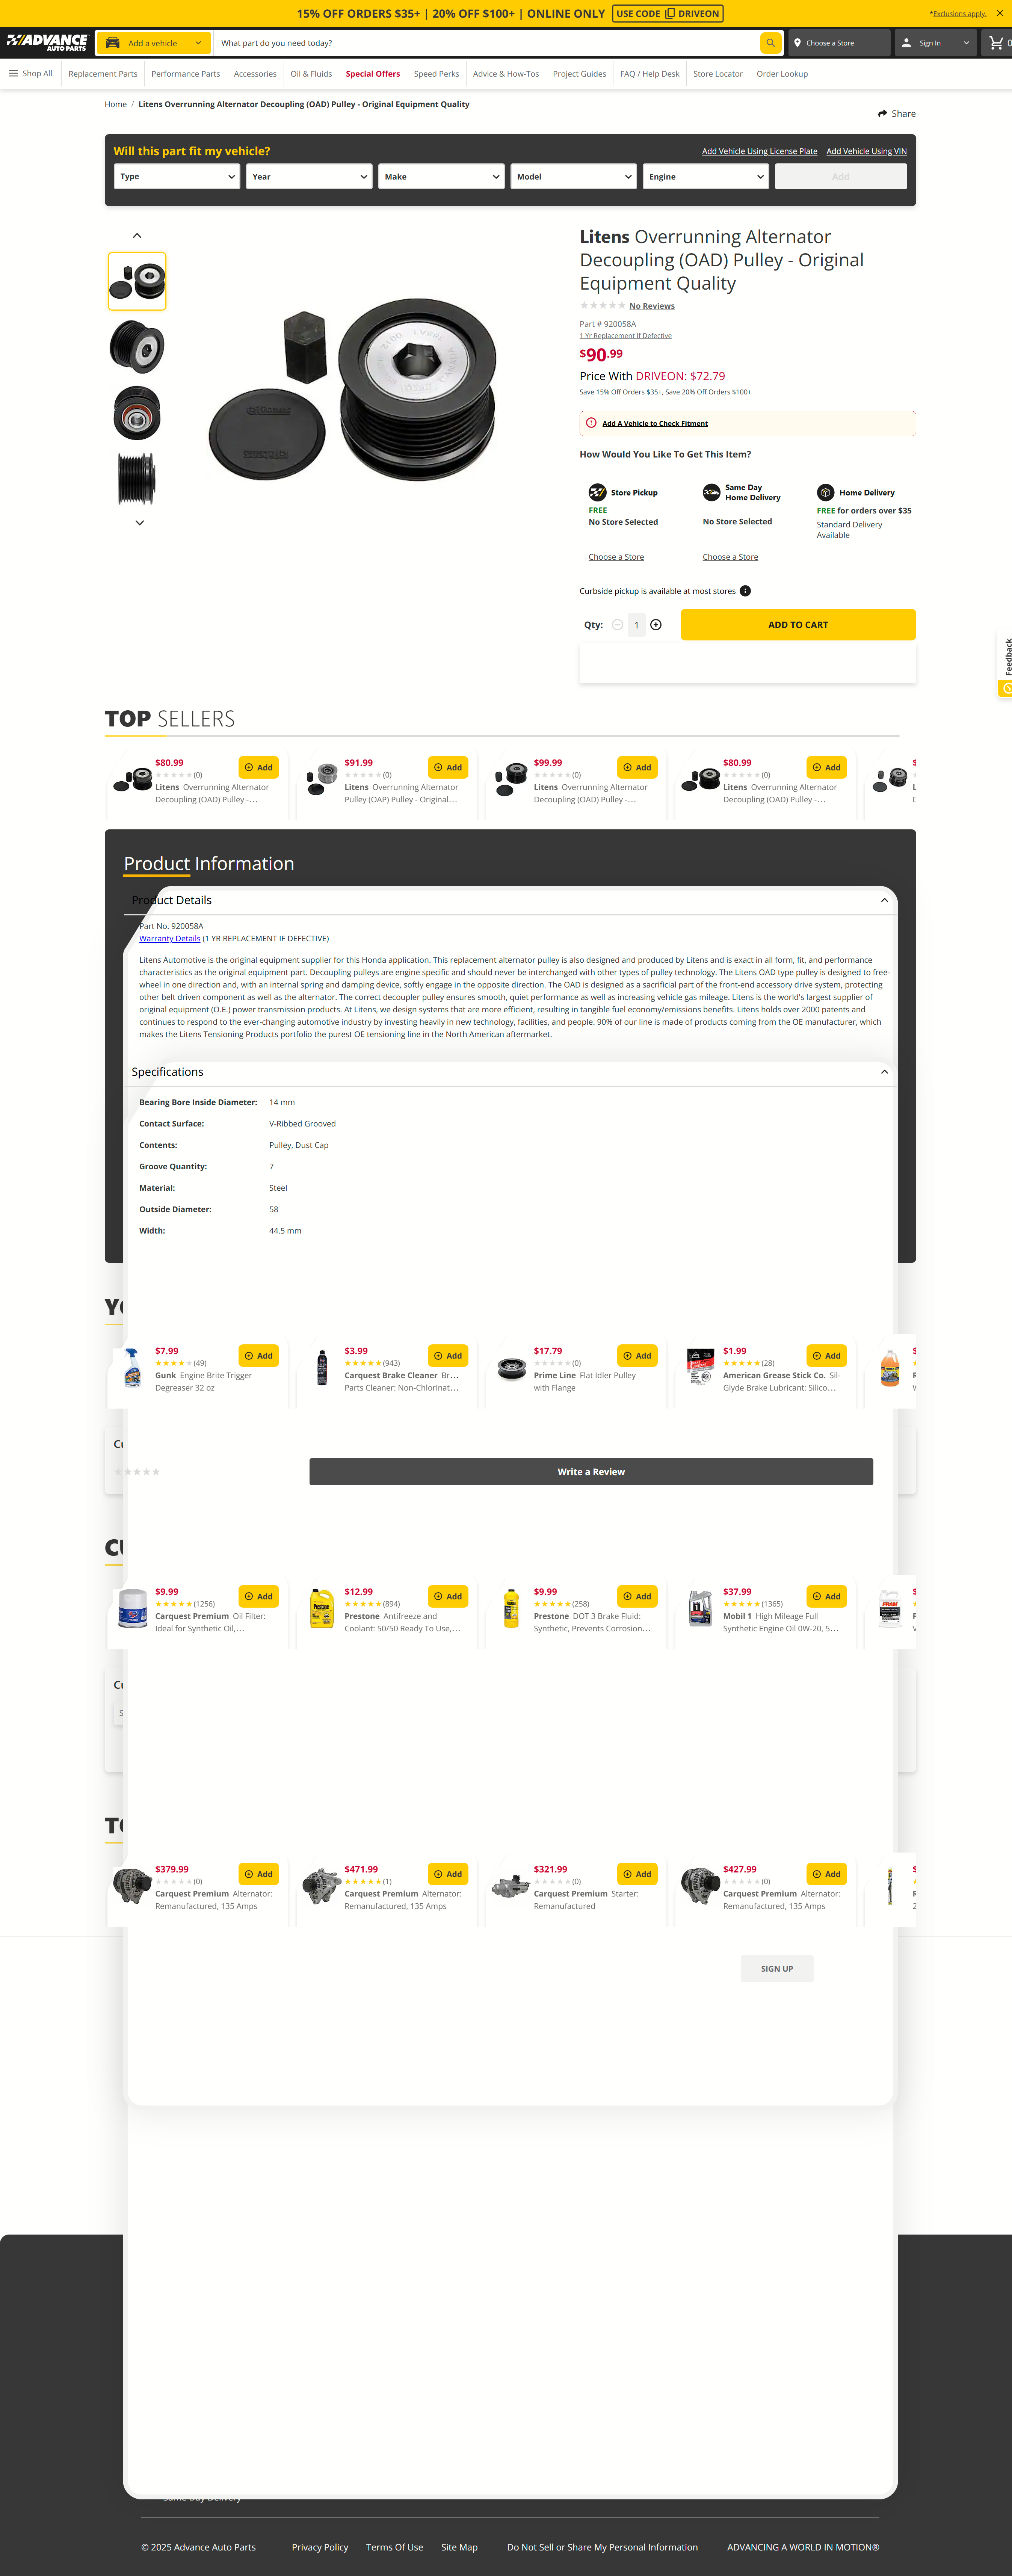 15% OFF ORDERS $35+ | 20% OFF $100+ | ONLINE ONLY USE CODE DRIVEON
*Exclusions apply.
ADVANCE
AUTO PARTS
Add a vehicle
What part do you need today?
Choose a Store
Sign In
0
Shop All
Replacement Parts
Performance Parts
Accessories
Oil & Fluids
Special Offers
Speed Perks
Advice & How-Tos
Project Guides
FAQ / Help Desk
Store Locator
Order Lookup
Home / Litens Overrunning Alternator Decoupling (OAD) Pulley - Original Equipment Quality
Share
Will this part fit my vehicle?
Add Vehicle Using License Plate
Add Vehicle Using VIN
Type
Year
Make
Model
Engine
Add
Litens Overrunning Alternator
Decoupling (OAD) Pulley - Original
Equipment Quality
No Reviews
Part # 920058A
1 Yr Replacement If Defective
$90.99
Price With DRIVEON: $72.79
Save 15% Off Orders $35+, Save 20% Off Orders $100+
Add A Vehicle to Check Fitment
How Would You Like To Get This Item?
Store Pickup
FREE
No Store Selected
Choose a Store
Same Day
Home Delivery
No Store Selected
Choose a Store
Home Delivery
FREE for orders over $35
Standard Delivery
Available
Curbside pickup is available at most stores
Qty:
1
ADD TO CART
Feedback
TOP SELLERS
$80.99
(0)
Add
Litens Overrunning Alternator
Decoupling (OAD) Pulley -...
$91.99
(0)
Add
Litens Overrunning Alternator
Pulley (OAP) Pulley - Original...
$99.99
(0)
Add
Litens Overrunning Alternator
Decoupling (OAD) Pulley -...
$80.99
(0)
Add
Litens Overrunning Alternator
Decoupling (OAD) Pulley -...
Product Information
Product Details
Part No. 920058A
Warranty Details (1 YR REPLACEMENT IF DEFECTIVE)
Litens Automotive is the original equipment supplier for this Honda application. This replacement alternator pulley is also designed and produced by Litens and is exact in all form, fit, and performance
characteristics as the original equipment part. Decoupling pulleys are engine specific and should never be interchanged with other types of pulley technology. The Litens OAD type pulley is designed to free-
wheel in one direction and, with an internal spring and damping device, softly engage in the opposite direction. The OAD is designed as a sacrificial part of the front-end accessory drive system, protecting
other belt driven component as well as the alternator. The correct decoupler pulley ensures smooth, quiet performance as well as increasing vehicle gas mileage. Litens is the world's largest supplier of
original equipment (O.E.) power transmission products. At Litens, we design systems that are more efficient, resulting in tangible fuel economy/emissions benefits. Litens holds over 2000 patents and
continues to respond to the ever-changing automotive industry by investing heavily in new technology, facilities, and people. 90% of our line is made of products coming from the OE manufacturer, which
makes the Litens Tensioning Products portfolio the purest OE tensioning line in the North American aftermarket.
Specifications
Bearing Bore Inside Diameter: 14 mm
Contact Surface: V-Ribbed Grooved
Contents: Pulley, Dust Cap
Groove Quantity: 7
Material: Steel
Outside Diameter: 58
Width: 44.5 mm
$7.99
(49)
Add
Gunk Engine Brite Trigger
Degreaser 32 oz
$3.99
(943)
Add
Carquest Brake Cleaner Br...
Parts Cleaner: Non-Chlorinat...
$17.79
(0)
Add
Prime Line Flat Idler Pulley
with Flange
$1.99
(28)
Add
American Grease Stick Co. Sil-
Glyde Brake Lubricant: Silico...
Write a Review
$9.99
(1256)
Add
Carquest Premium Oil Filter:
Ideal for Synthetic Oil,...
$12.99
(894)
Add
Prestone Antifreeze and
Coolant: 50/50 Ready To Use,...
$9.99
(258)
Add
Prestone DOT 3 Brake Fluid:
Synthetic, Prevents Corrosion...
$37.99
(1365)
Add
Mobil 1 High Mileage Full
Synthetic Engine Oil 0W-20, 5...
$379.99
(0)
Add
Carquest Premium Alternator:
Remanufactured, 135 Amps
$471.99
(1)
Add
Carquest Premium Alternator:
Remanufactured, 135 Amps
$321.99
(0)
Add
Carquest Premium Starter:
Remanufactured
$427.99
(0)
Add
Carquest Premium Alternator:
Remanufactured, 135 Amps
SIGN UP
© 2025 Advance Auto Parts
Privacy Policy
Terms Of Use
Site Map
Do Not Sell or Share My Personal Information
ADVANCING A WORLD IN MOTION®